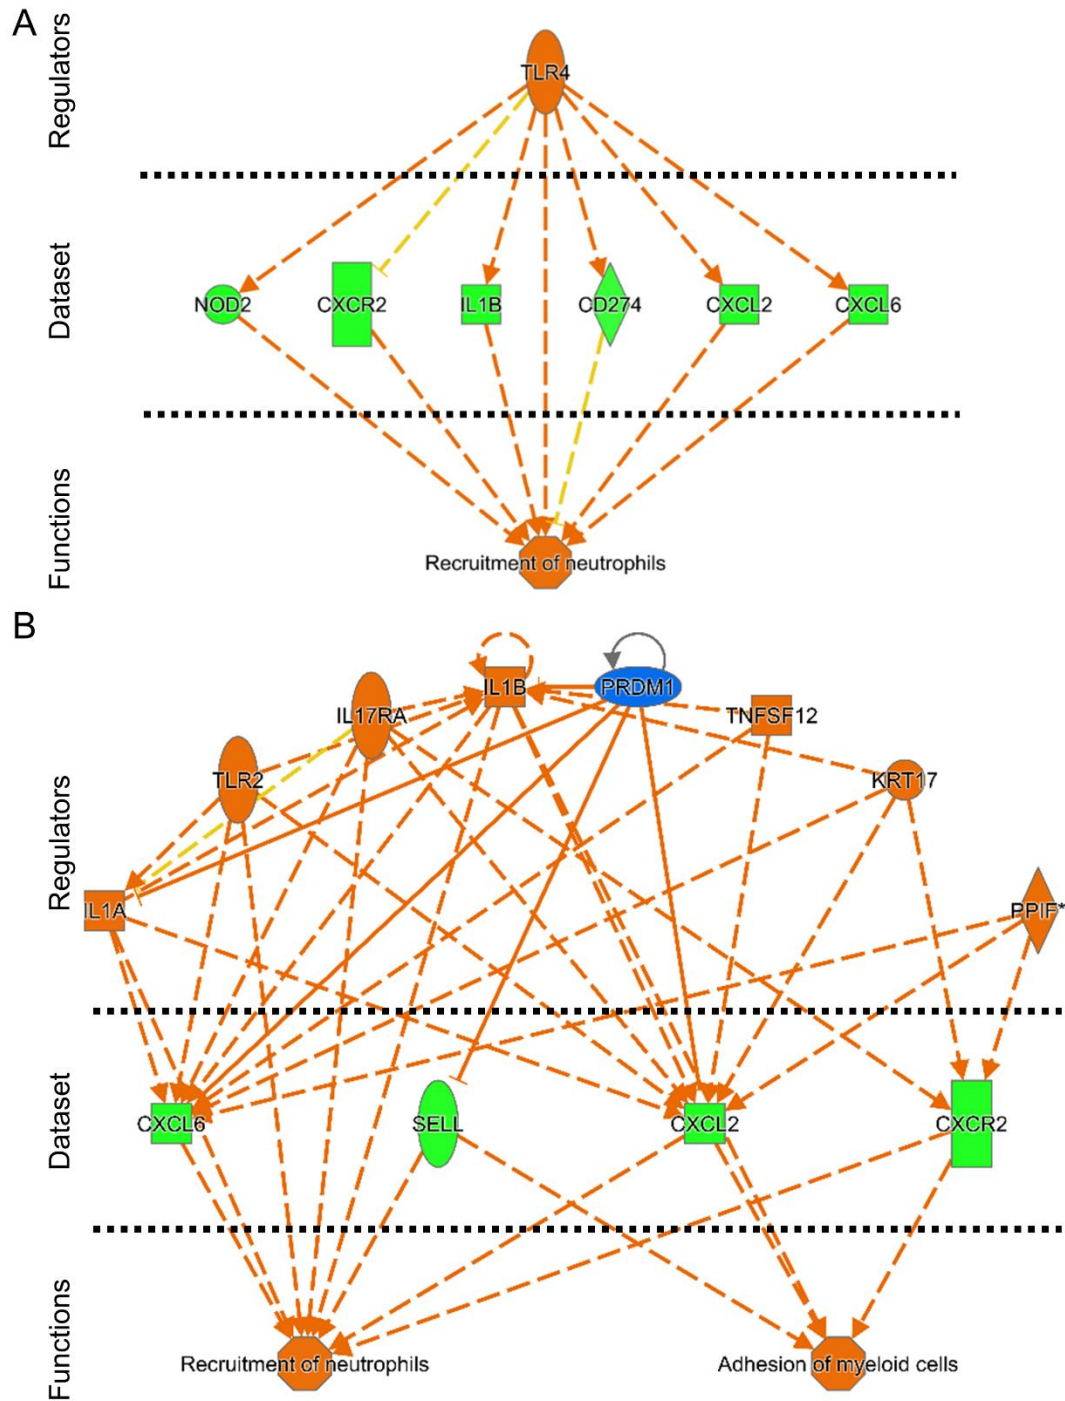 A
Regulators
TLR4
Dataset
NOD2
CXCR2
IL1B
CD274
CXCL2
CXCL6
Functions
Recruitment of neutrophils
B
Regulators
IL1B
PRDM1
IL17RA
TNFSF12
TLR2
KRT17
IL1A
PPIF*
Dataset
CXCL6
SELL
CXCL2
CXCR2
Functions
Recruitment of neutrophils
Adhesion of myeloid cells